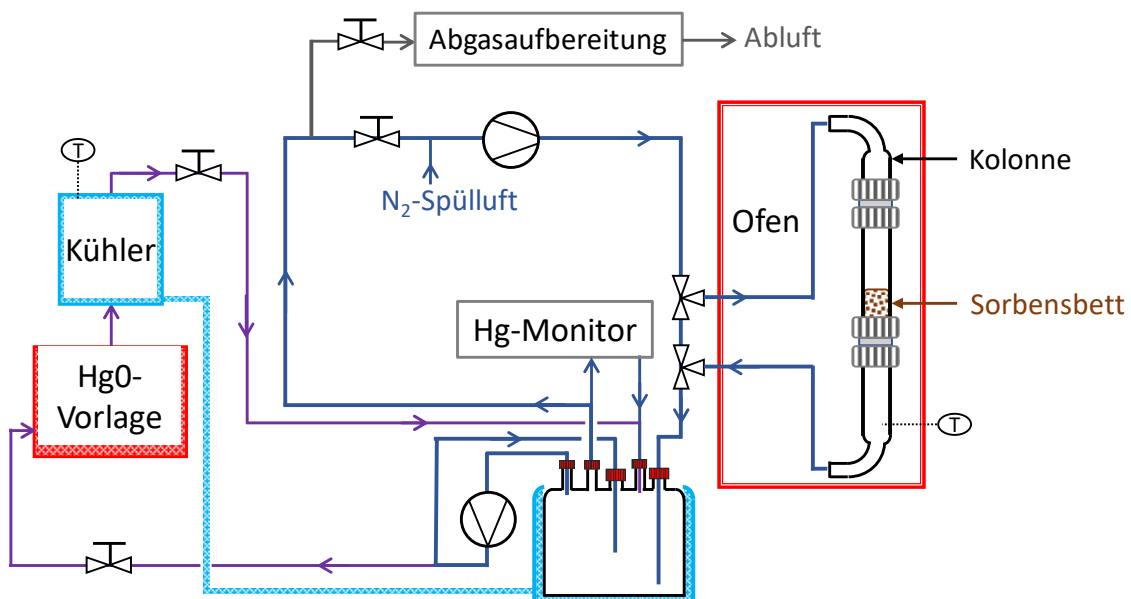 Abgasaufbereitung
Abluft
T
Kolonne
N₂-Spülluft
Kühler
Ofen
Sorbensbett
Hg-Monitor
Hg0-
Vorlage
T